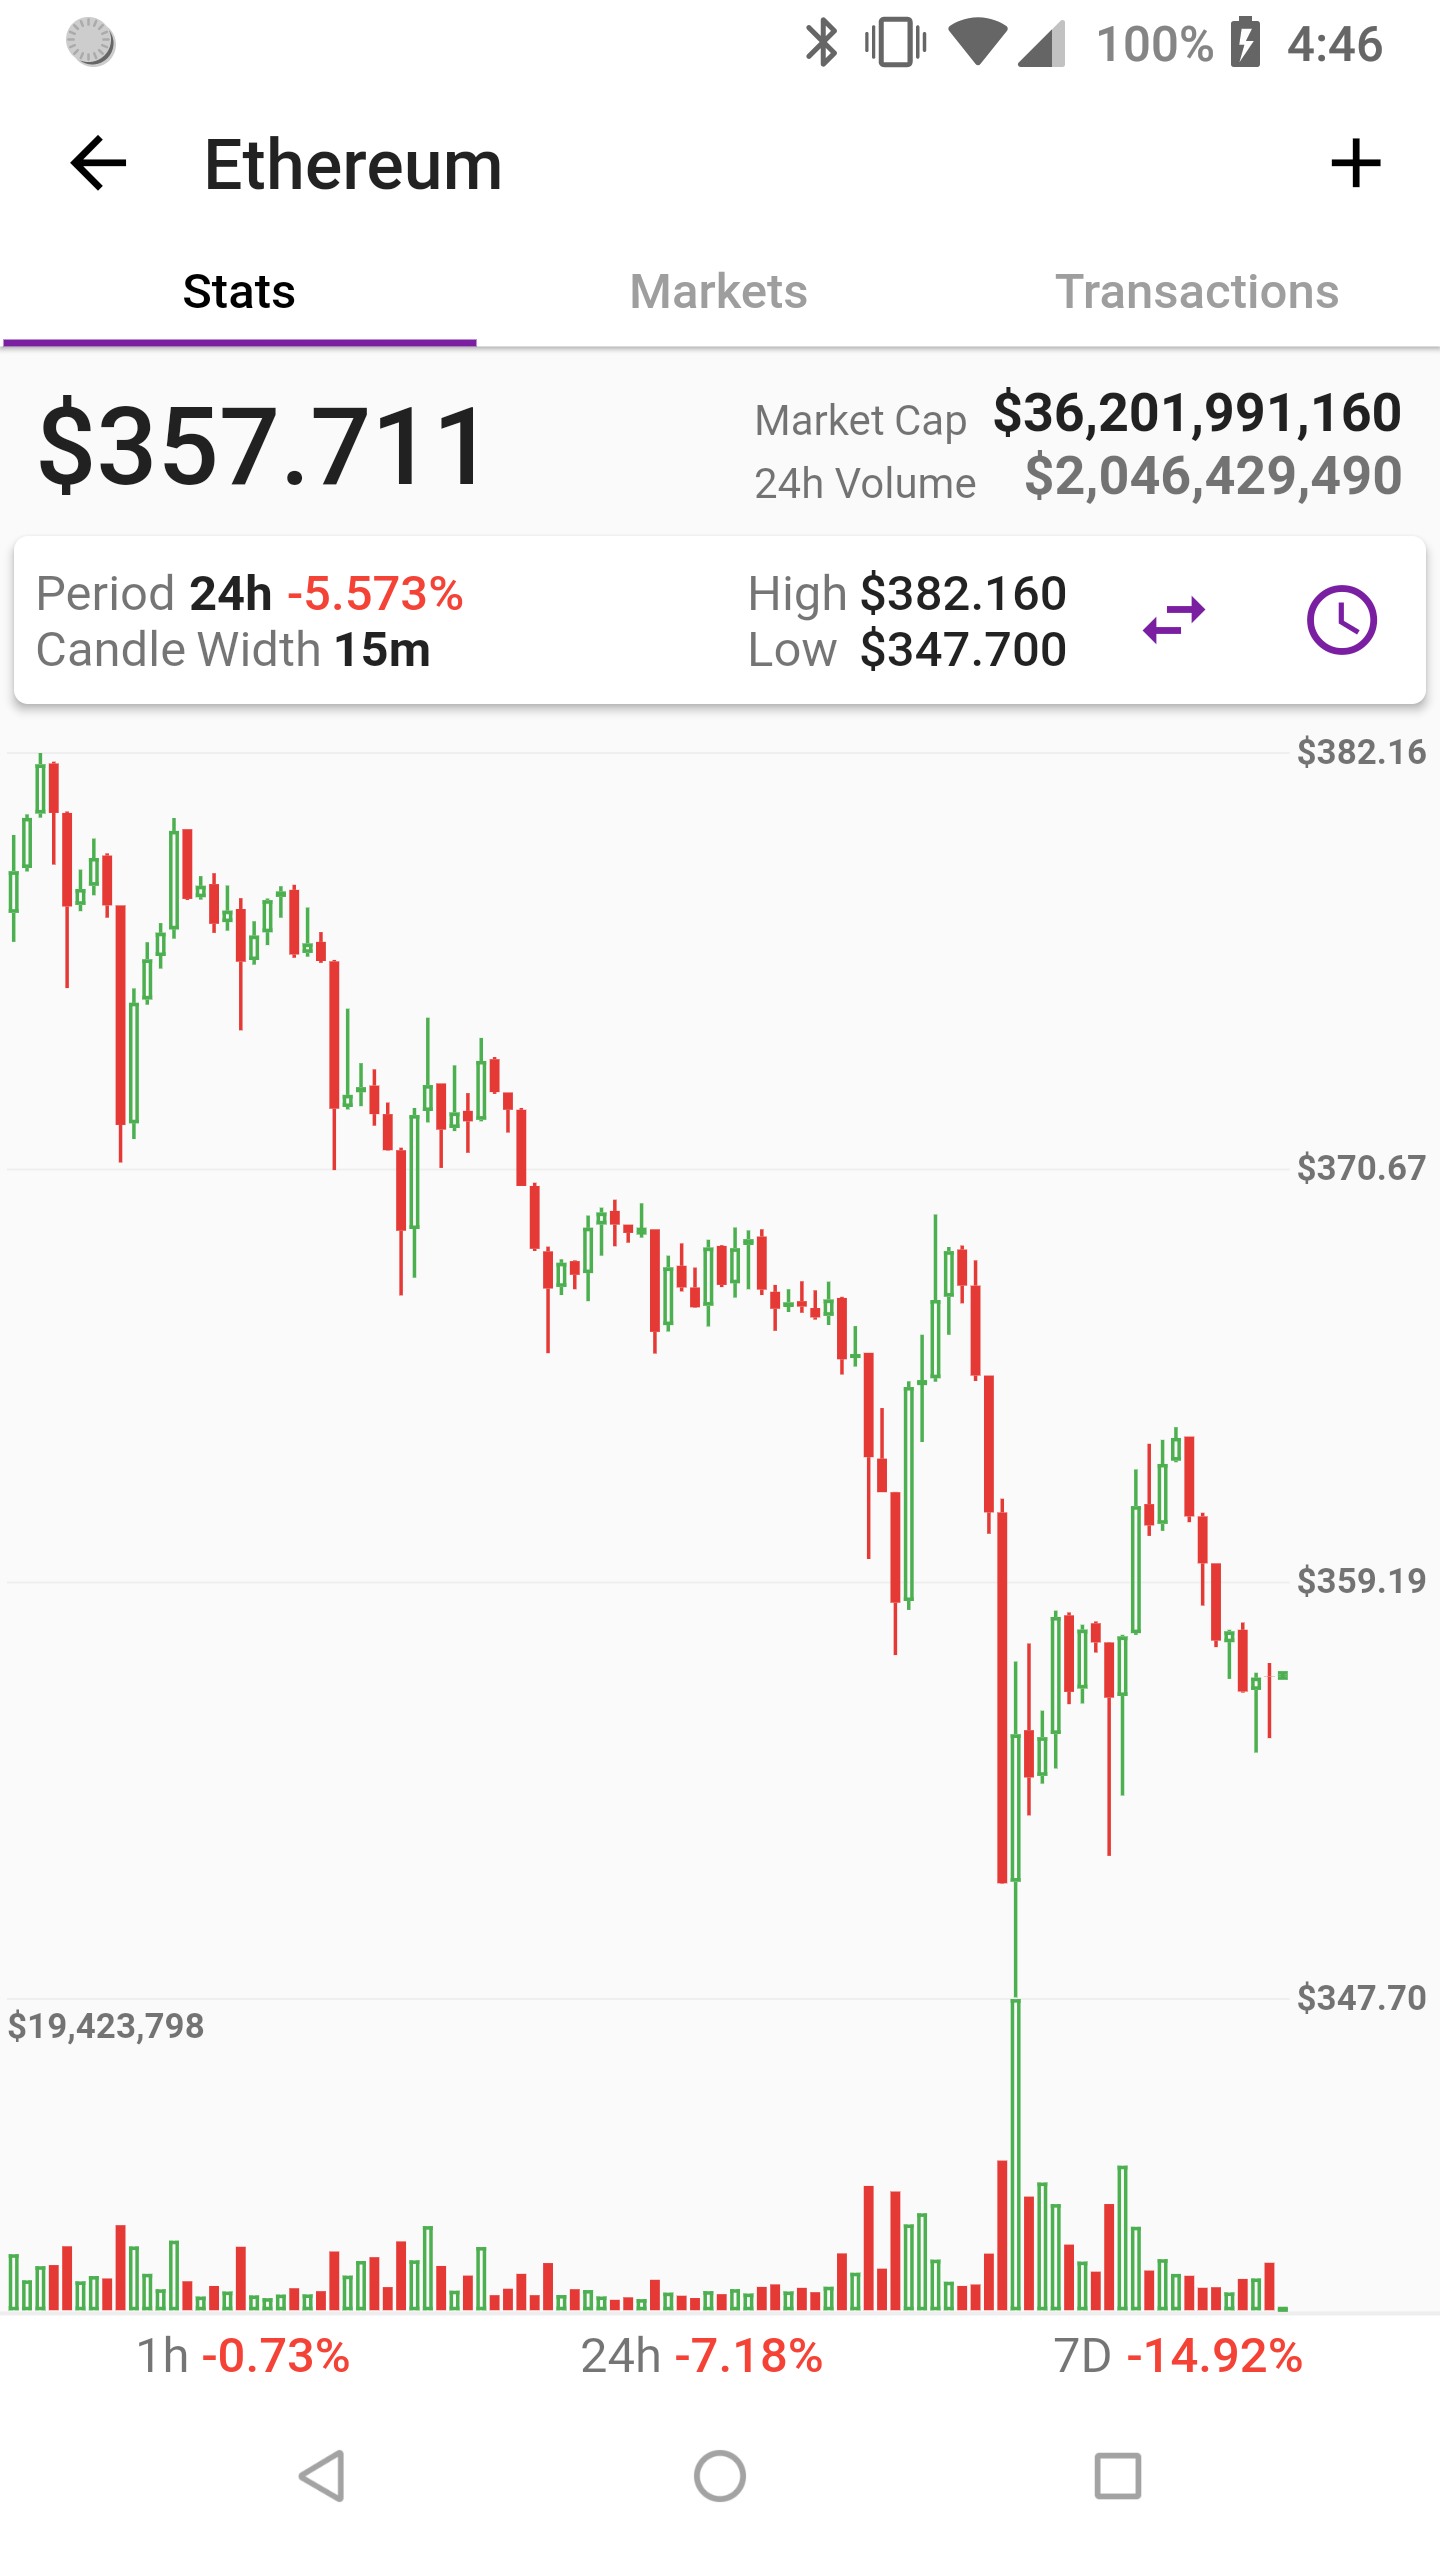 100% 4:46
Ethereum
Stats Markets Transactions
$357.711
Market Cap $36,201,991,160
24h Volume $2,046,429,490
Period 24h -5.573%
Candle Width 15m
High $382.160
Low $347.700
$382.16
$370.67
$359.19
$347.70
$19,423,798
1h -0.73% 24h -7.18% 7D -14.92%